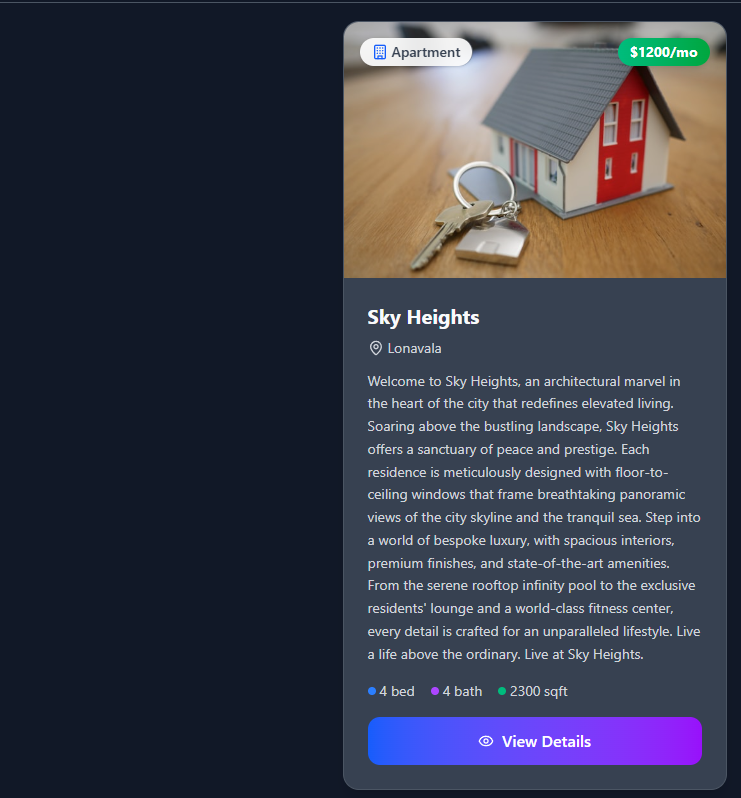 Apartment
$1200/mo
Sky Heights
Lonavala
Welcome to Sky Heights, an architectural marvel in
the heart of the city that redefines elevated living.
Soaring above the bustling landscape, Sky Heights
offers a sanctuary of peace and prestige. Each
residence is meticulously designed with floor-to-
ceiling windows that frame breathtaking panoramic
views of the city skyline and the tranquil sea. Step into
a world of bespoke luxury, with spacious interiors,
premium finishes, and state-of-the-art amenities.
From the serene rooftop infinity pool to the exclusive
residents' lounge and a world-class fitness center,
every detail is crafted for an unparalleled lifestyle. Live
a life above the ordinary. Live at Sky Heights.
4 bed 4 bath 2300 sqft
View Details